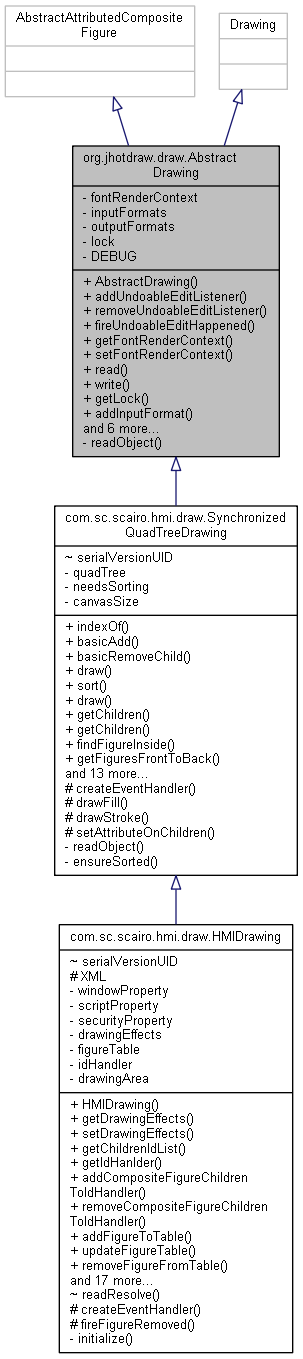 AbstractAttributedComposite
Figure
Drawing
org.jhotdraw.draw.Abstract
Drawing
- fontRenderContext
- inputFormats
- outputFormats
- lock
- DEBUG
+ AbstractDrawing()
+ addUndoableEditListener()
+ removeUndoableEditListener()
+ fireUndoableEditHappened()
+ getFontRenderContext()
+ setFontRenderContext()
+ read()
+ write()
+ getLock()
+ addInputFormat()
and 6 more...
- readObject()
com.sc.scairo.hmi.draw.Synchronized
QuadTreeDrawing
~ serialVersionUID
- quadTree
- needsSorting
- canvasSize
+ indexOf()
+ basicAdd()
+ basicRemoveChild()
+ draw()
+ sort()
+ draw()
+ getChildren()
+ getChildren()
+ findFigureInside()
+ getFiguresFrontToBack()
and 13 more...
# createEventHandler()
# drawFill()
# drawStroke()
# setAttributeOnChildren()
- readObject()
- ensureSorted()
com.sc.scairo.hmi.draw.HMIDrawing
~ serialVersionUID
# XML
- windowProperty
- scriptProperty
- securityProperty
- drawingEffects
- figureTable
- idHandler
- drawingArea
+ HMIDrawing()
+ getDrawingEffects()
+ setDrawingEffects()
+ getChildrenIdList()
+ getIdHanlder()
+ addCompositeFigureChildren
ToIdHandler()
+ removeCompositeFigureChildren
ToIdHandler()
+ addFigureToTable()
+ updateFigureTable()
+ removeFigureFromTable()
and 17 more...
~ readResolve()
# createEventHandler()
# fireFigureRemoved()
- initialize()